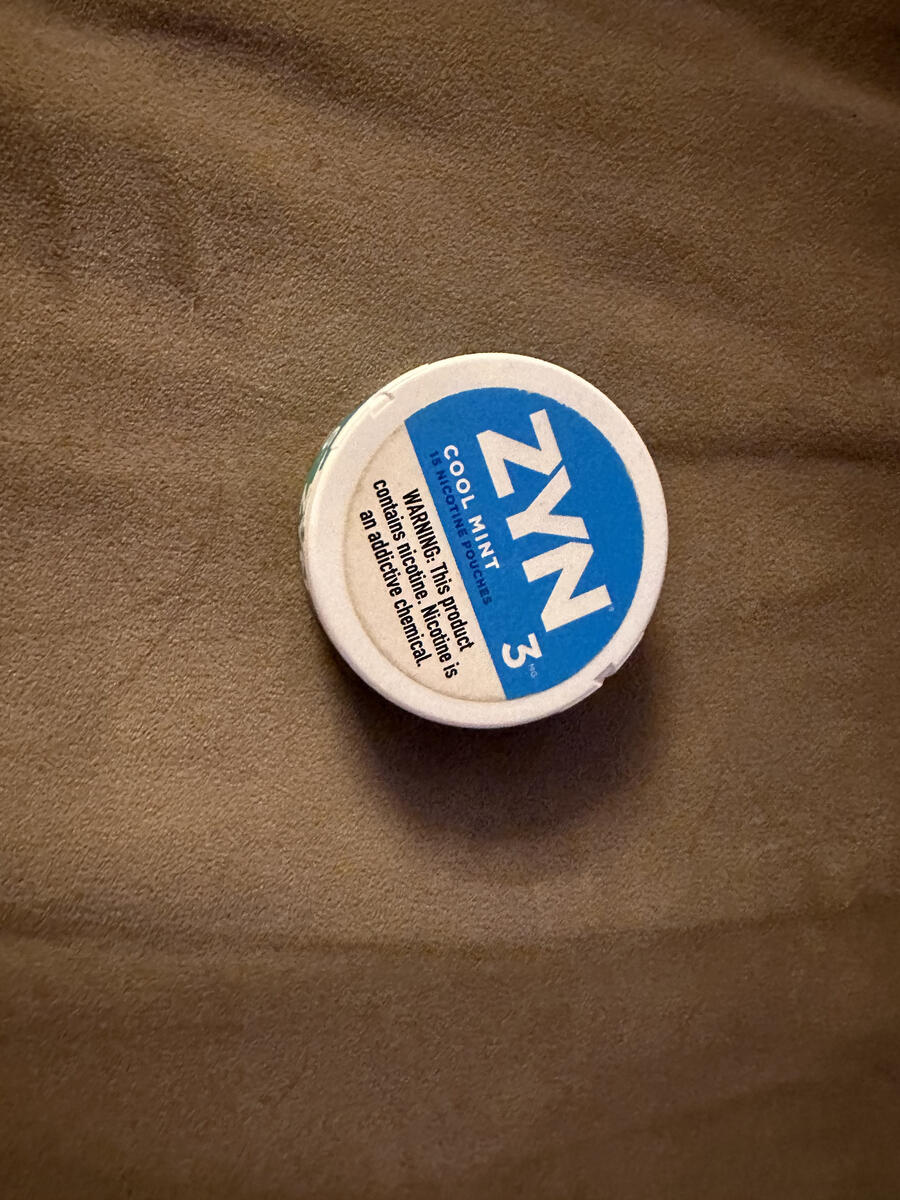 ZYN®
COOL MINT
15 NICOTINE POUCHES
3 MG
WARNING: This product
contains nicotine. Nicotine is
an addictive chemical.